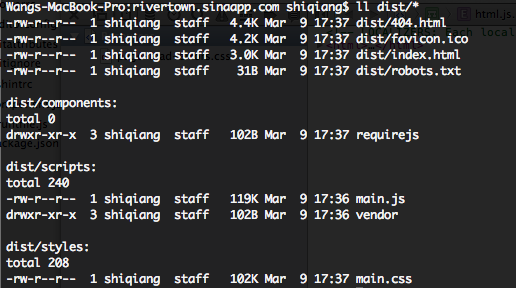 Wangs-MacBook-Pro:rivertown.sinaapp.com shiqiang$ ll dist/*
-rw-r--r--  1 shiqiang  staff   4.4K Mar  9 17:37 dist/404.html
-rw-r--r--  1 shiqiang  staff   4.2K Mar  9 17:37 dist/favicon.ico
-rw-r--r--  1 shiqiang  staff   3.0K Mar  9 17:37 dist/index.html
-rw-r--r--  1 shiqiang  staff    31B Mar  9 17:37 dist/robots.txt
dist/components:
total 0
drwxr-xr-x  3 shiqiang  staff   102B Mar  9 17:37 requirejs
dist/scripts:
total 240
-rw-r--r--  1 shiqiang  staff   119K Mar  9 17:36 main.js
drwxr-xr-x  3 shiqiang  staff   102B Mar  9 17:36 vendor
dist/styles:
total 208
-rw-r--r--  1 shiqiang  staff   102K Mar  9 17:37 main.css
html.js